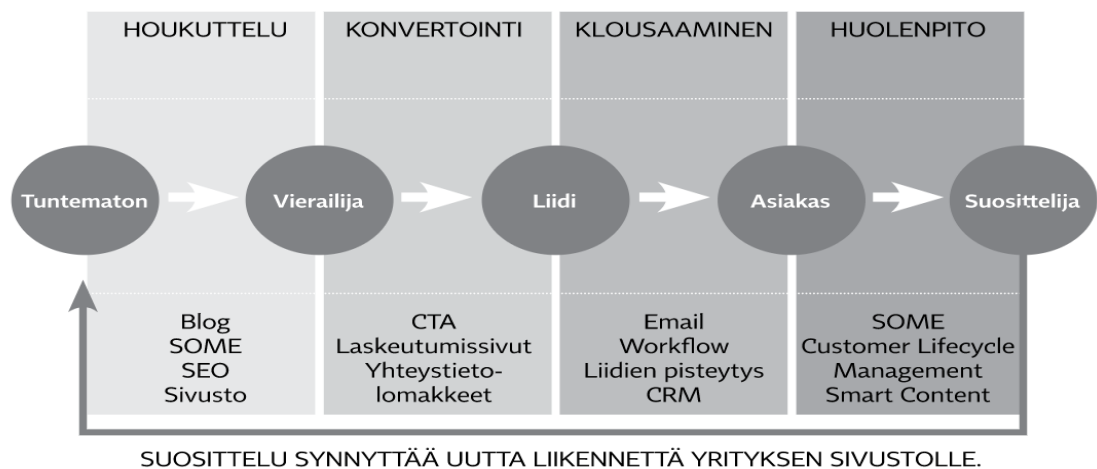 HOUKUTTELU
KONVERTOINTI
KLOUSAAMINEN
HUOLENPITO
Tuntematon
Vierailija
Liidi
Asiakas
Suosittelija
Blog
SOME
SEO
Sivusto
CTA
Laskeutumissivut
Yhteystieto-
lomakkeet
Email
Workflow
Liidien pisteytys
CRM
SOME
Customer Lifecycle
Management
Smart Content
SUOSITTELU SYNNYTTÄÄ UUTTA LIIKENNETTÄ YRITYKSEN SIVUSTOLLE.